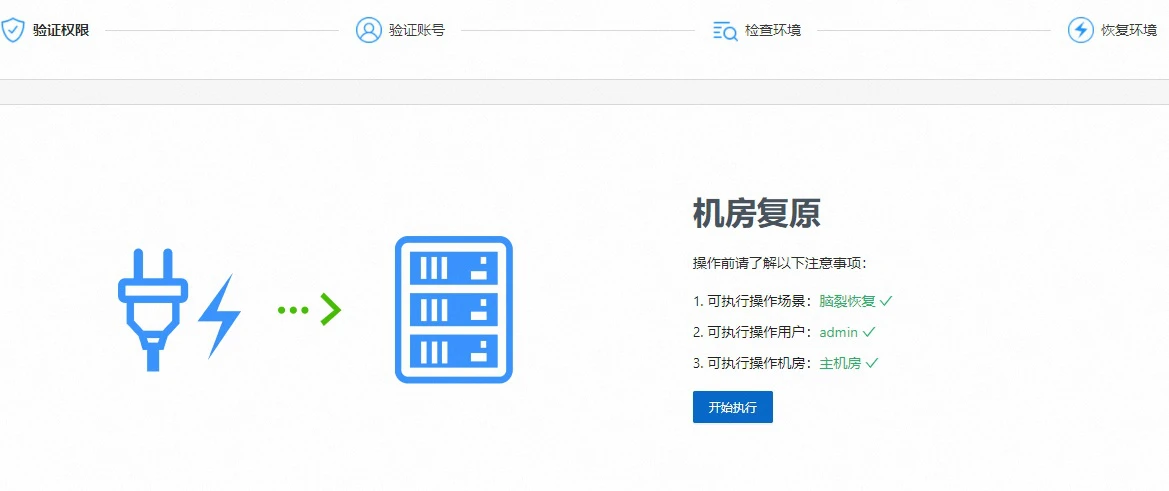 验证权限 验证账号 检查环境 恢复环境
机房复原
操作前请了解以下注意事项：
1. 可执行操作场景：脑裂恢复
2. 可执行操作用户：admin
3. 可执行操作机房：主机房
开始执行